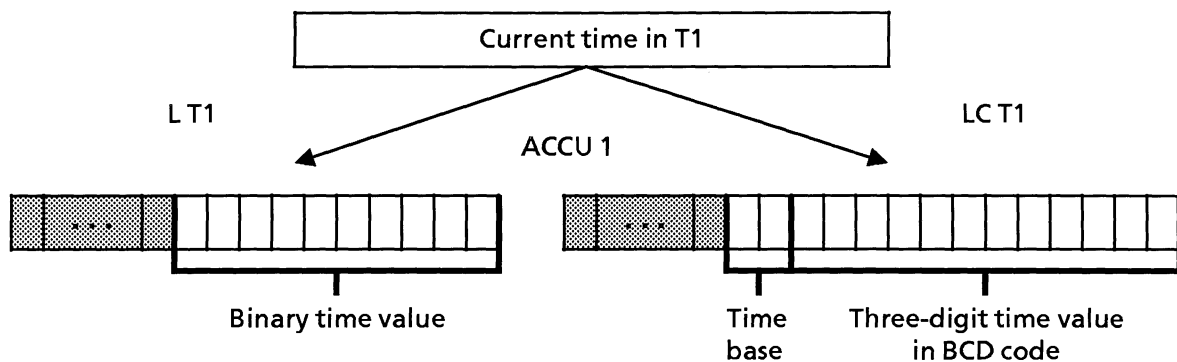 Current time in T1
L T1
LC T1
ACCU 1
...
...
Binary time value
Time
base
Three-digit time value
in BCD code